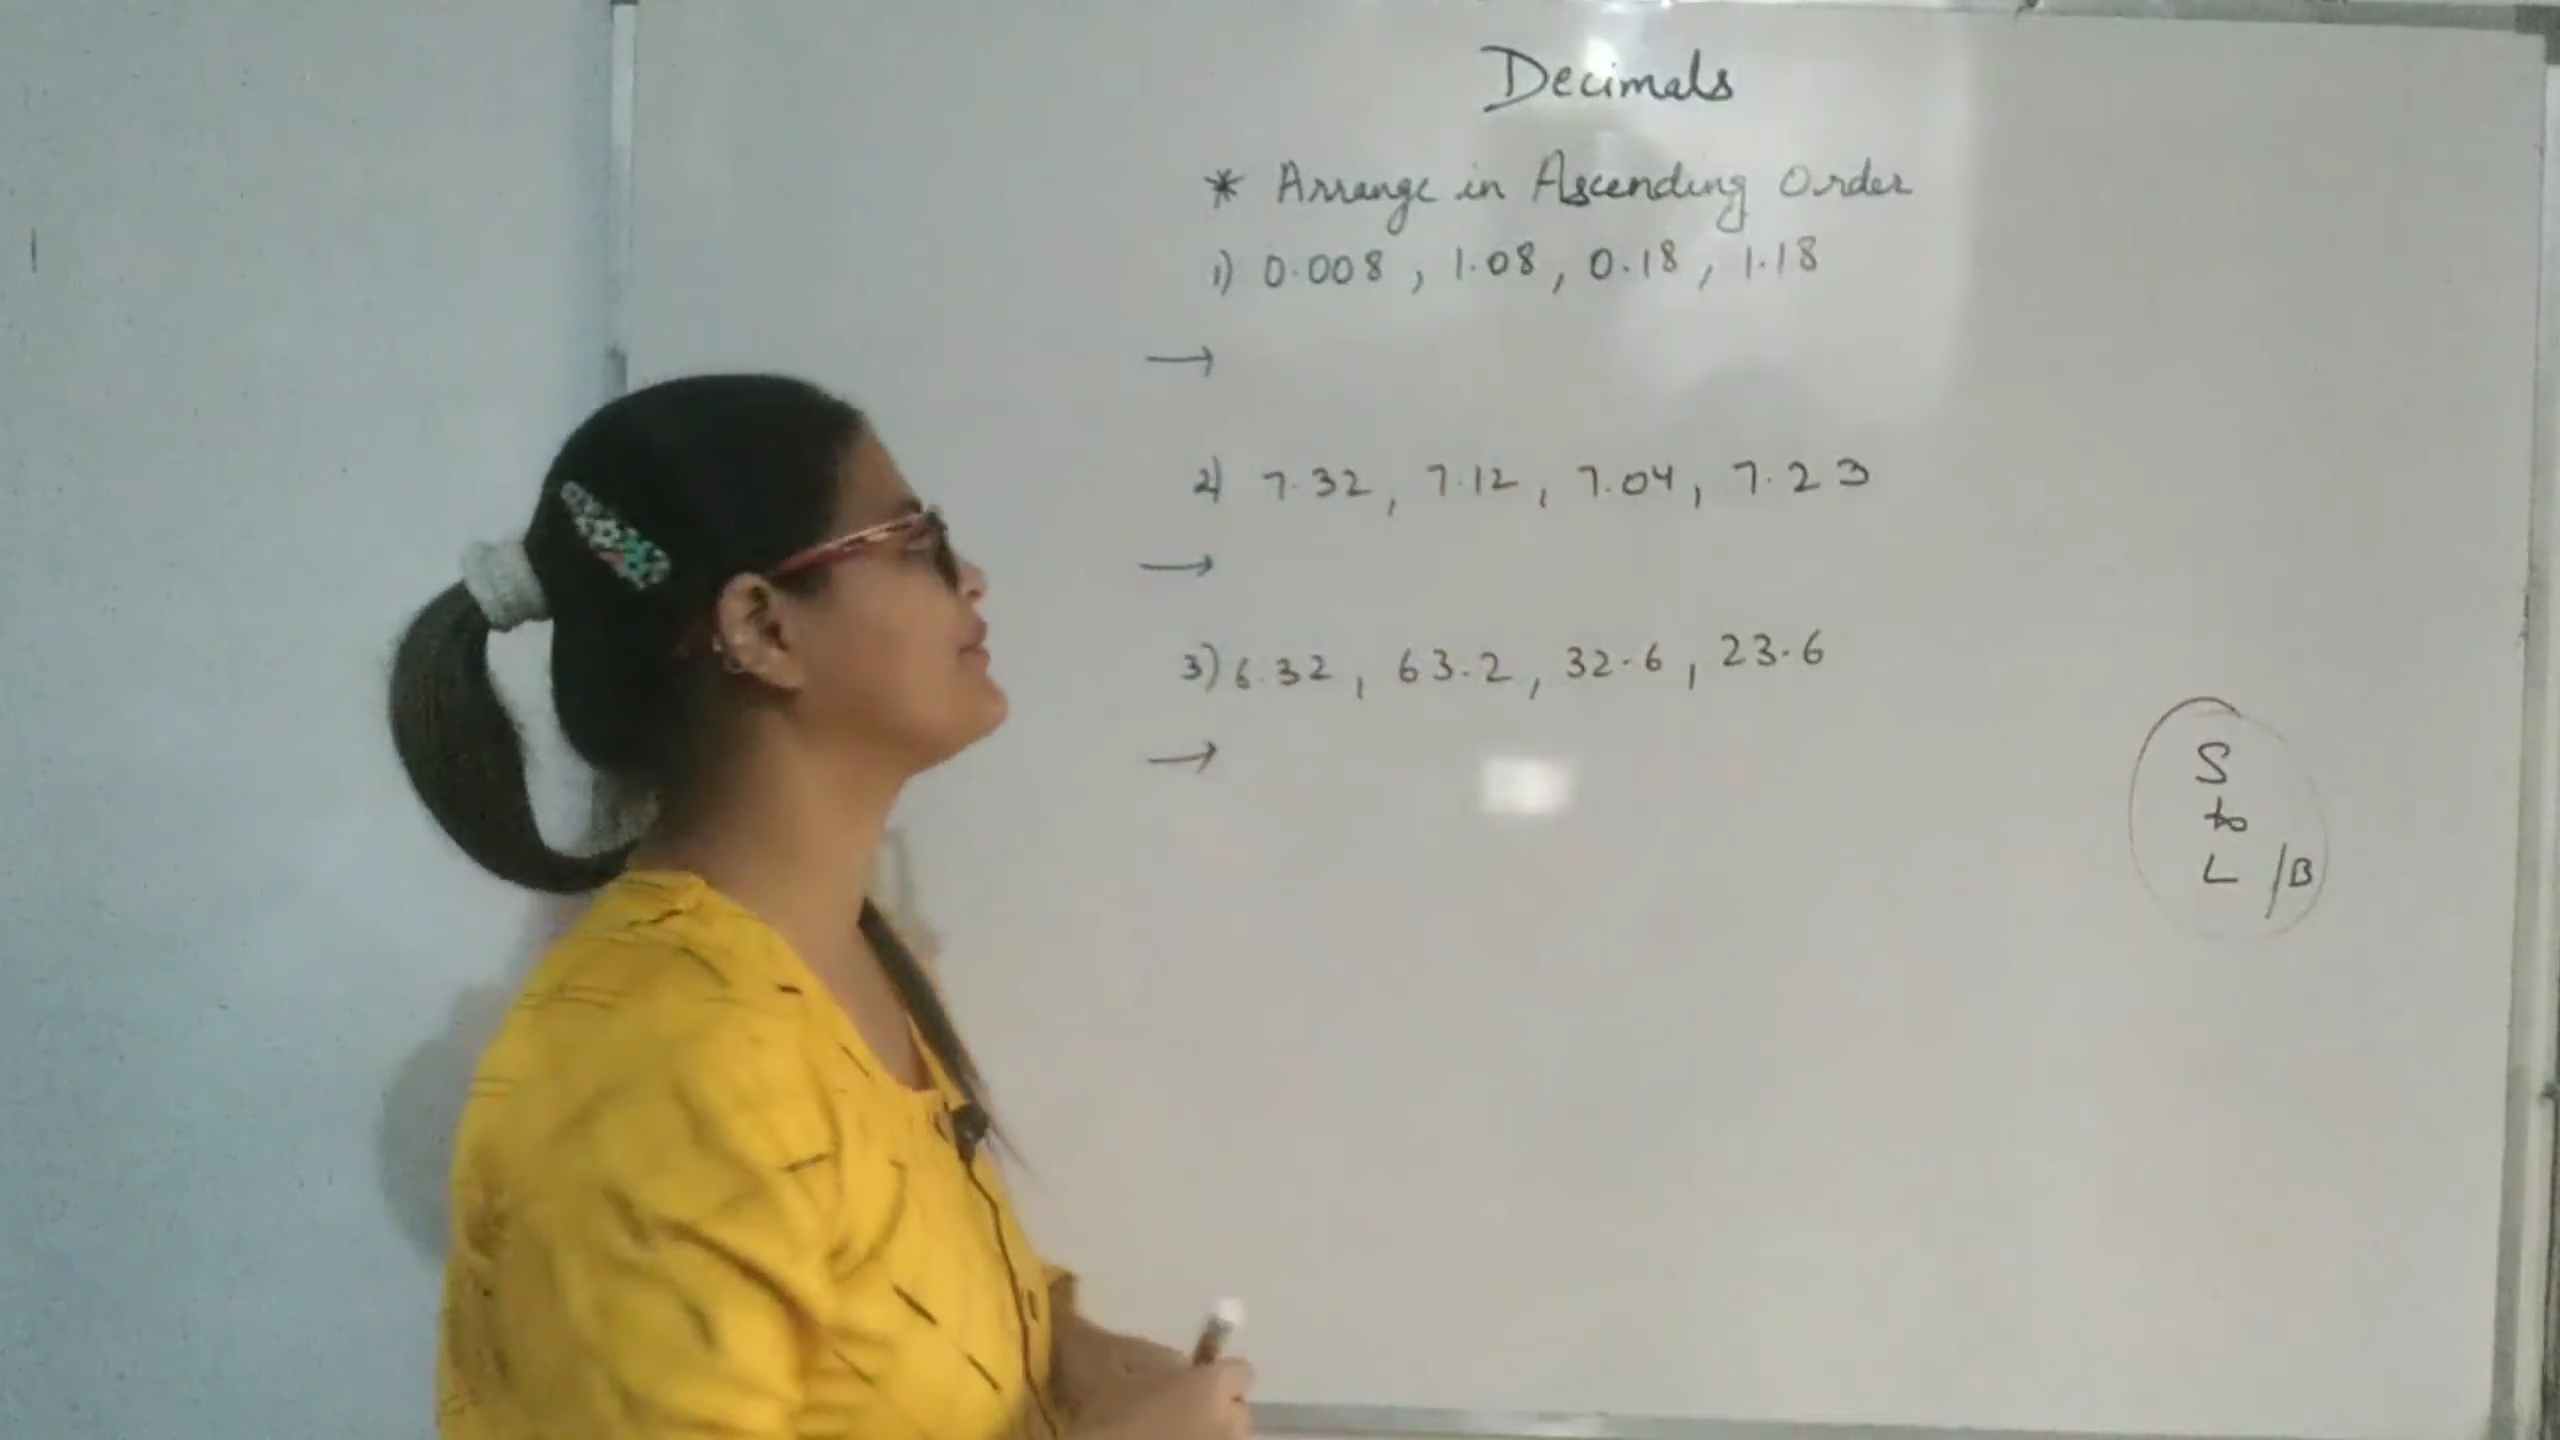 Decimals
* Arrange in Ascending Order
1) 0.008, 1.08, 0.18, 1.18
→
2) 7.32, 7.12, 7.04, 7.23
→
3) 6.32, 63.2, 32.6, 23.6
→
S
to
L /B